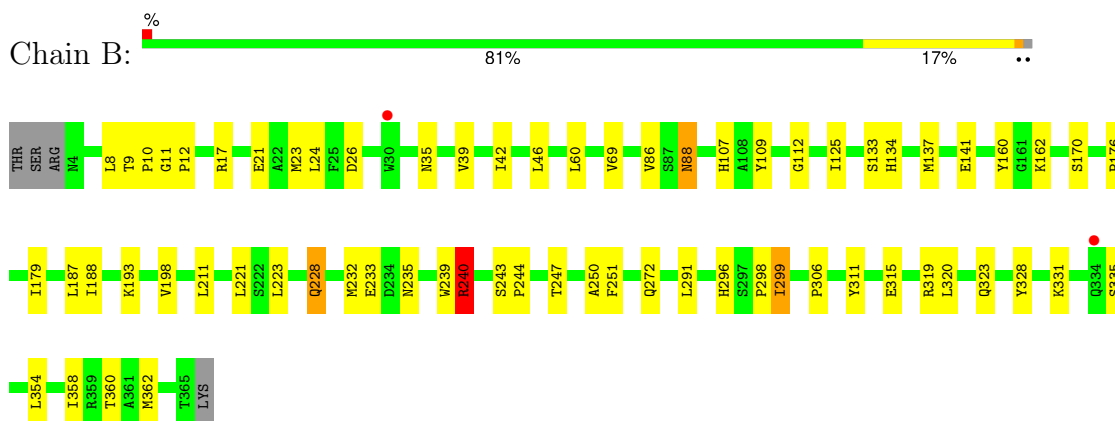 %
Chain B:
81% 17% ••
THR SER ARG N4 L8 T9 P10 G11 P12 R17 E21 A22 M23 L24 F25 D26 W30 N35 V39 I42 L46 L60 V69 V86 S87 N88 H107 A108 Y109 G112 I125 S133 H134 M137 E141 Y160 G161 K162 S170
I179 L187 I188 K193 V198 L211 L221 S222 L223 Q228 M232 E233 D234 N235 W239 R240 S243 P244 T247 A250 F251 Q272 L291 H296 S297 P298 I299 P306 Y311 E315 R319 L320 Q323 Y328 K331 Q334 S335
L354 I358 R359 T360 A361 M362 T365 LYS